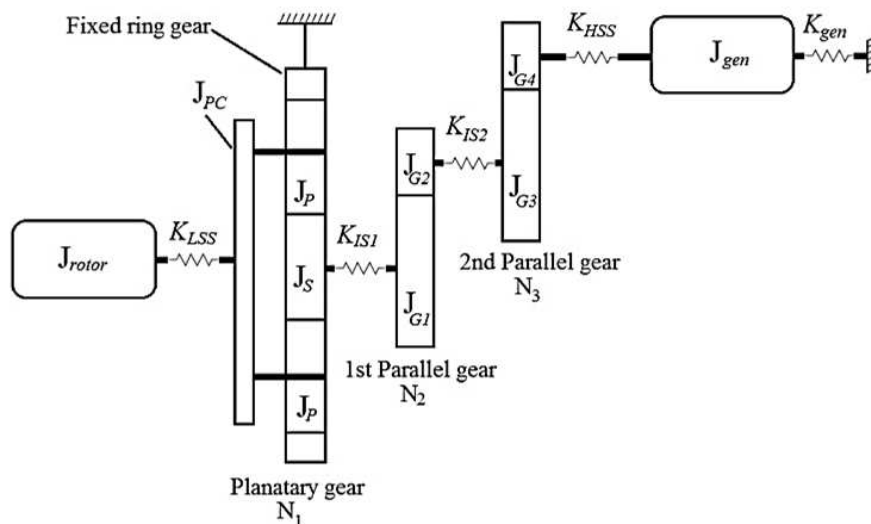 Fixed ring gear
J_PC
J_rotor
K_LSS
J_P
J_S
J_P
Planatary gear
N_1
K_IS1
J_G2
J_G1
1st Parallel gear
N_2
K_IS2
J_G4
J_G3
2nd Parallel gear
N_3
K_HSS
J_gen
K_gen